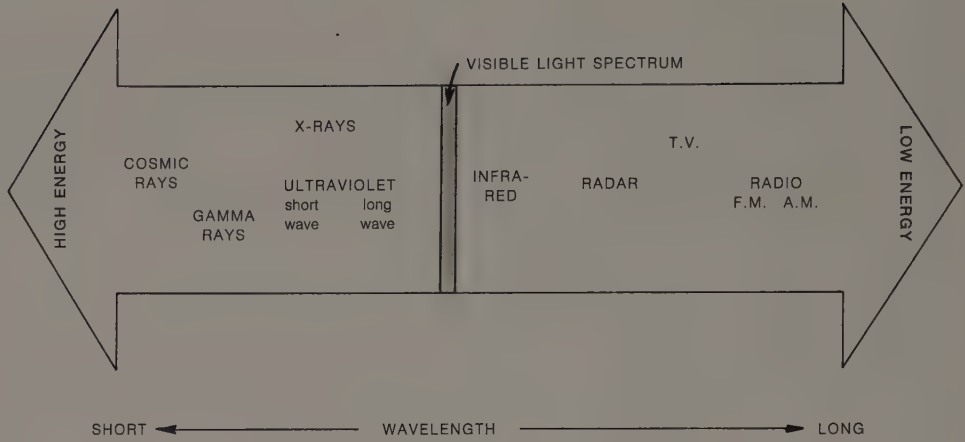 VISIBLE LIGHT SPECTRUM
HIGH ENERGY
COSMIC
RAYS
GAMMA
RAYS
X-RAYS
ULTRAVIOLET
short long
wave wave
INFRA-
RED
RADAR
T.V.
RADIO
F.M. A.M.
LOW ENERGY
SHORT WAVELENGTH LONG